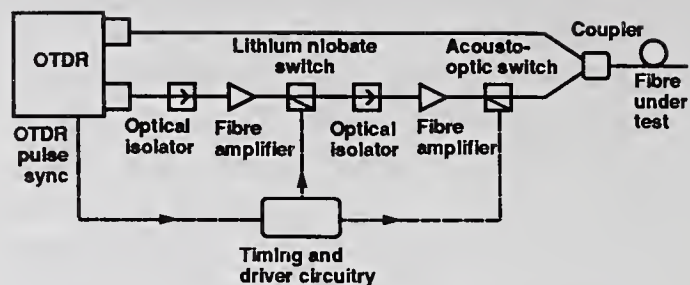 Coupler
OTDR
Lithium niobate
switch
Acousto-
optic switch
Optical
isolator
Fibre
amplifier
Optical
isolator
Fibre
amplifier
Fibre
under
test
OTDR
pulse
sync
Timing and
driver circuitry